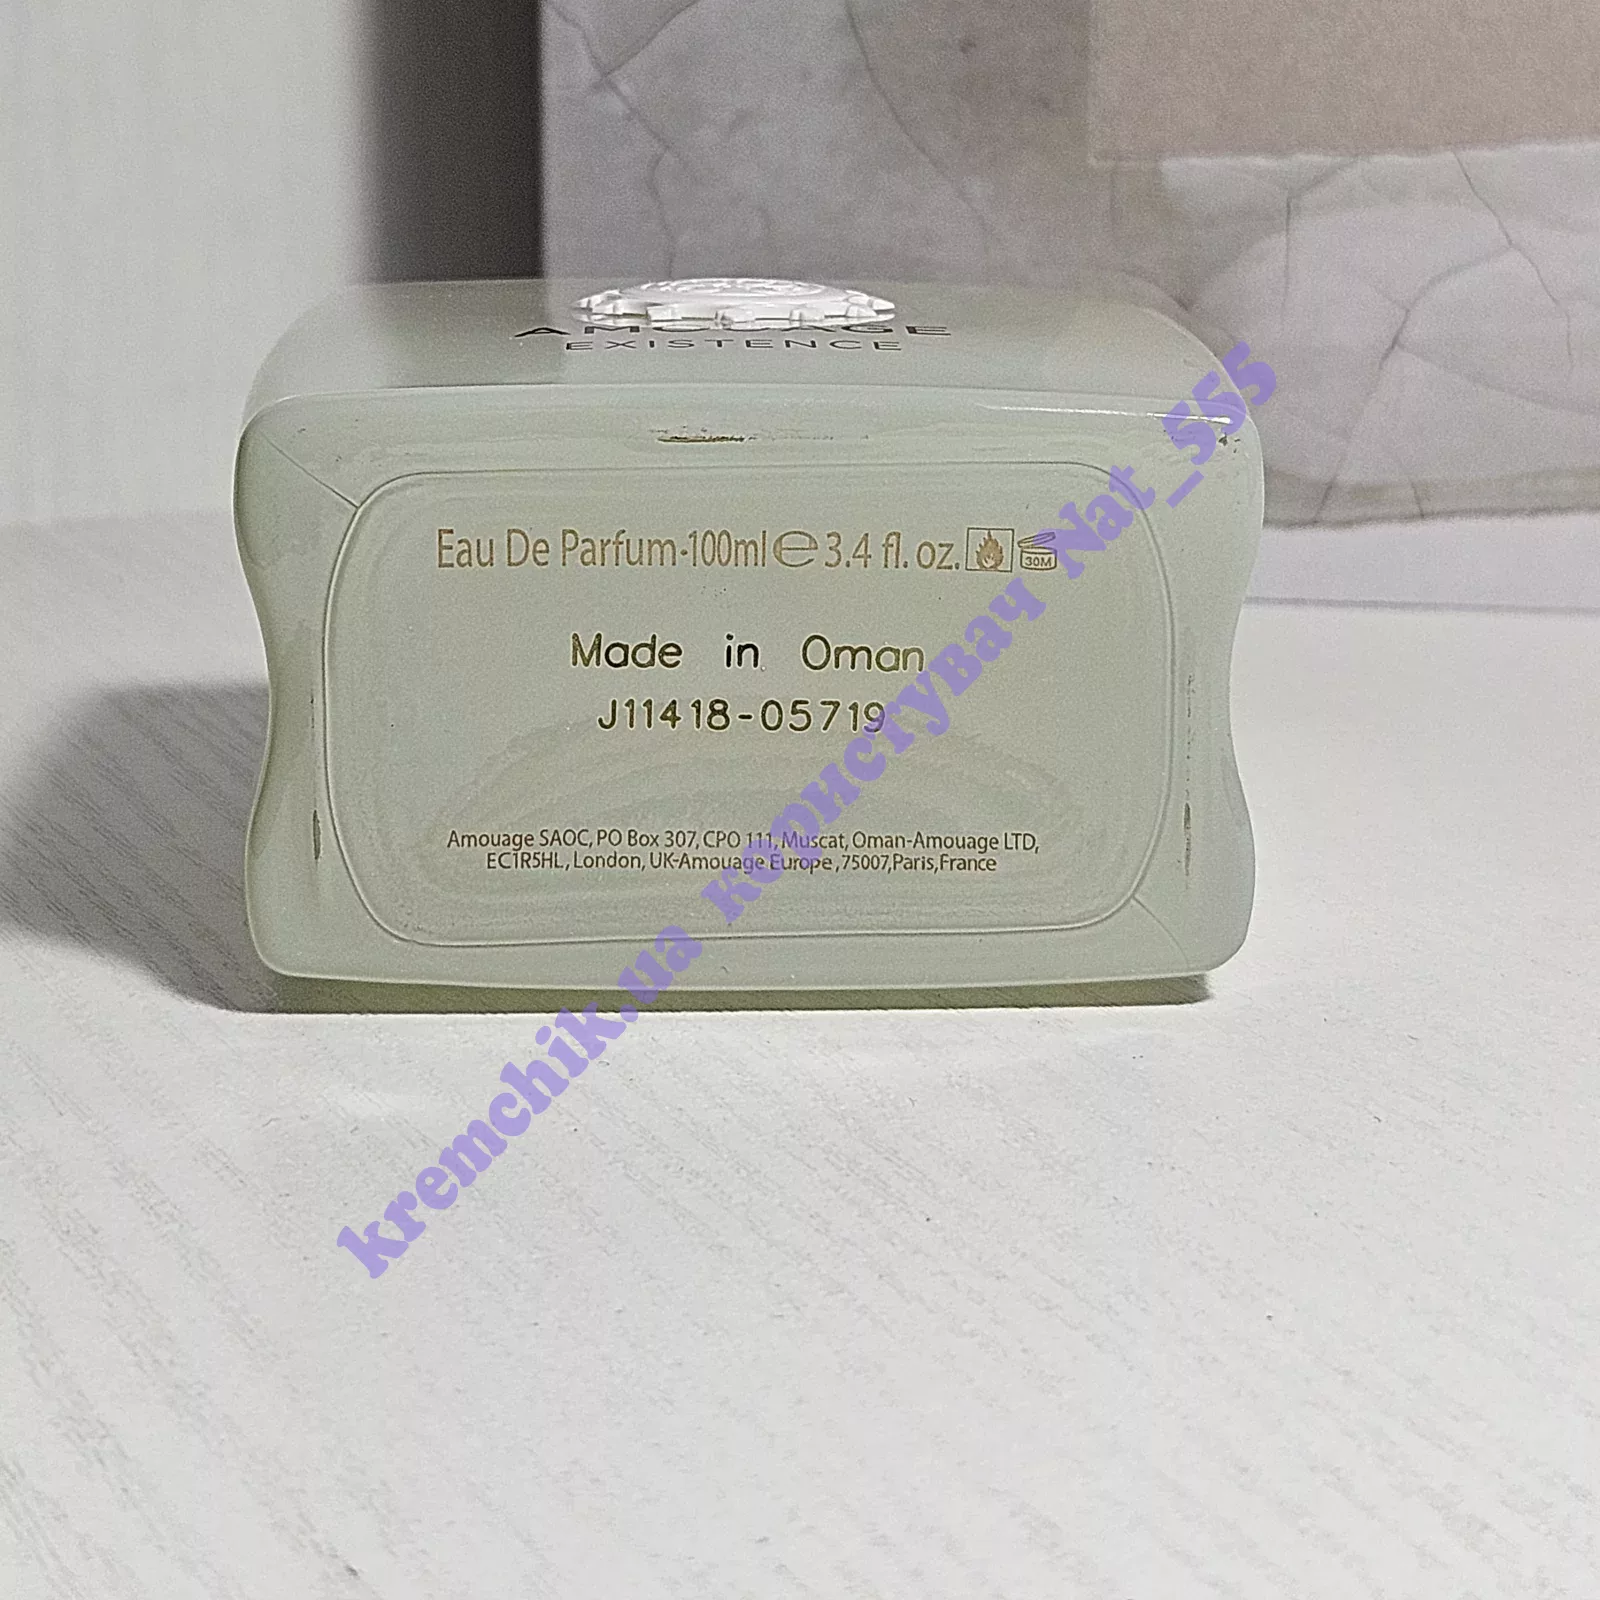 AMOUAGE
EXISTENCE
Eau De Parfum·100ml ℮ 3.4 fl. oz. 30M
Made in Oman
J11418-05719
Amouage SAOC, PO Box 307, CPO 111, Muscat, Oman-Amouage LTD,
EC1R5HL, London, UK-Amouage Europe, 75007, Paris, France
kremchik.ua користувач Nat_555